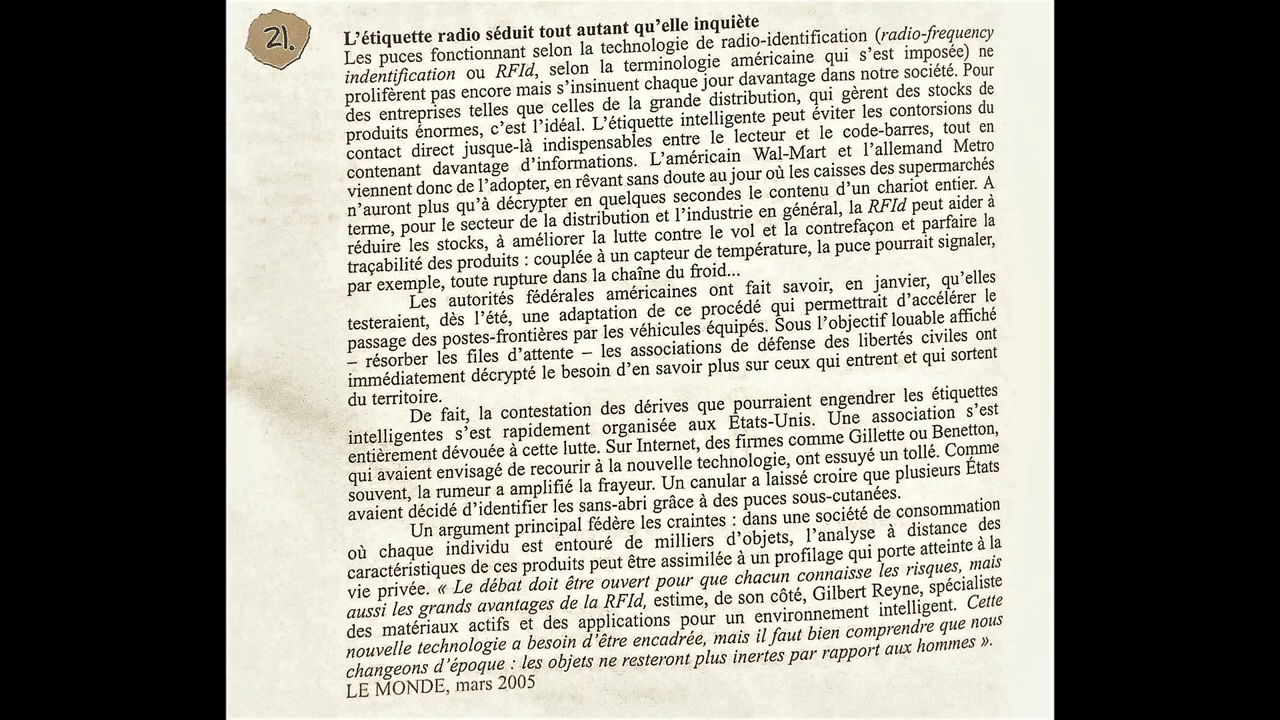 21.
L’étiquette radio séduit tout autant qu’elle inquiète
Les puces fonctionnant selon la technologie de radio-identification (radio-frequency
indentification ou RFId, selon la terminologie américaine qui s’est imposée) ne
prolifèrent pas encore mais s’insinuent chaque jour davantage dans notre société. Pour
des entreprises telles que celles de la grande distribution, qui gèrent des stocks de
produits énormes, c’est l’idéal. L’étiquette intelligente peut éviter les contorsions du
contact direct jusque-là indispensables entre le lecteur et le code-barres, tout en
contenant davantage d’informations. L’américain Wal-Mart et l’allemand Metro
viennent donc de l’adopter, en rêvant sans doute au jour où les caisses des supermarchés
n’auront plus qu’à décrypter en quelques secondes le contenu d’un chariot entier. A
terme, pour le secteur de la distribution et l’industrie en général, la RFId peut aider à
réduire les stocks, à améliorer la lutte contre le vol et la contrefaçon et parfaire la
traçabilité des produits : couplée à un capteur de température, la puce pourrait signaler,
par exemple, toute rupture dans la chaîne du froid...
Les autorités fédérales américaines ont fait savoir, en janvier, qu’elles
testeraient, dès l’été, une adaptation de ce procédé qui permettrait d’accélérer le
passage des postes-frontières par les véhicules équipés. Sous l’objectif louable affiché
– résorber les files d’attente – les associations de défense des libertés civiles ont
immédiatement décrypté le besoin d’en savoir plus sur ceux qui entrent et qui sortent
du territoire.
De fait, la contestation des dérives que pourraient engendrer les étiquettes
intelligentes s’est rapidement organisée aux États-Unis. Une association s’est
entièrement dévouée à cette lutte. Sur Internet, des firmes comme Gillette ou Benetton,
qui avaient envisagé de recourir à la nouvelle technologie, ont essuyé un tollé. Comme
souvent, la rumeur a amplifié la frayeur. Un canular a laissé croire que plusieurs États
avaient décidé d’identifier les sans-abri grâce à des puces sous-cutanées.
Un argument principal fédère les craintes : dans une société de consommation
où chaque individu est entouré de milliers d’objets, l’analyse à distance des
caractéristiques de ces produits peut être assimilée à un profilage qui porte atteinte à la
vie privée. « Le débat doit être ouvert pour que chacun connaisse les risques, mais
aussi les grands avantages de la RFId, estime, de son côté, Gilbert Reyne, spécialiste
des matériaux actifs et des applications pour un environnement intelligent. Cette
nouvelle technologie a besoin d’être encadrée, mais il faut bien comprendre que nous
changeons d’époque : les objets ne resteront plus inertes par rapport aux hommes ».
LE MONDE, mars 2005